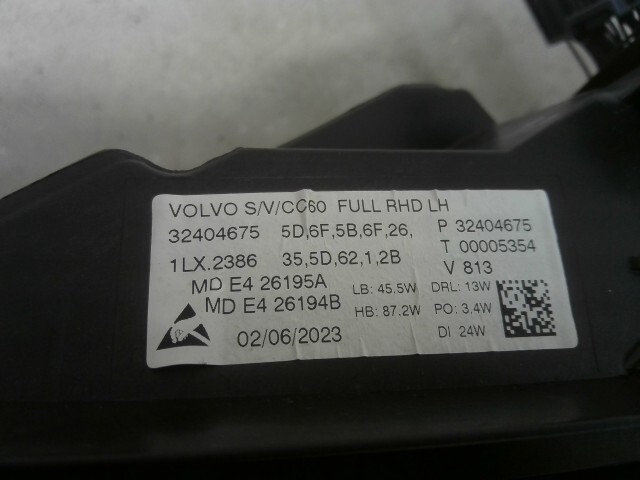 VOLVO S/V/CC60 FULL RHD LH
32404675 5D,6F,5B,6F,26, P 32404675
T 00005354
1LX.2386 35,5D,62,1,2B V 813
MD E4 26195A LB: 45.5W DRL: 13W
MD E4 26194B HB: 87.2W PO: 3.4W
02/06/2023 DI 24W